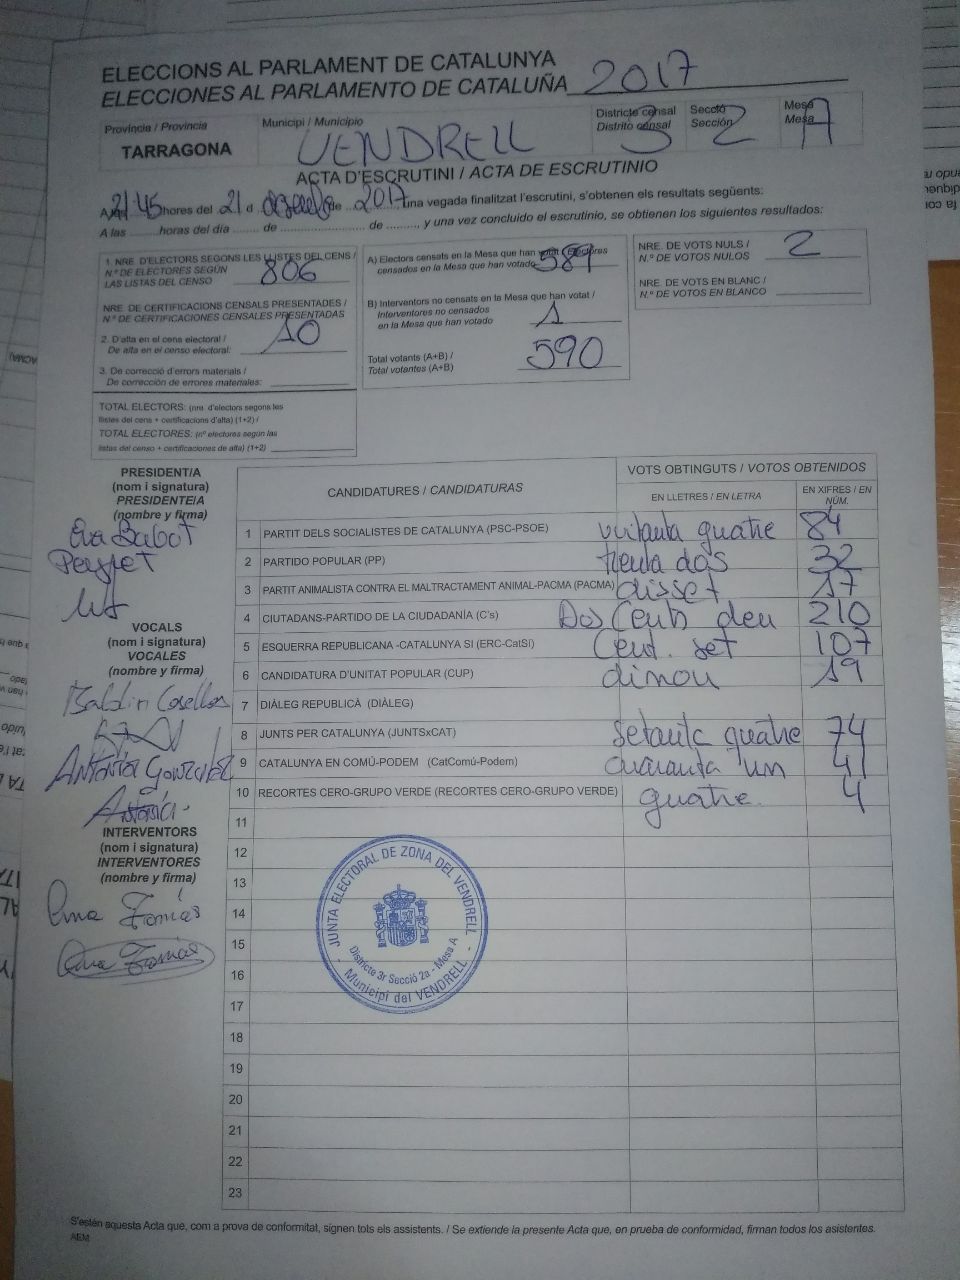 ELECCIONS AL PARLAMENT DE CATALUNYA
ELECCIONES AL PARLAMENTO DE CATALUÑA 2017
Província / Provincia
TARRAGONA
Municipi / Municipio
VENDRELL
Districte censal
Distrito censal
3
Secció
Sección
2
Mesa
Mesa
A
ACTA D'ESCRUTINI / ACTA DE ESCRUTINIO
21'45 hores del 21 d de 2017 una vegada finalitzat l'escrutini, s'obtenen els resultats següents:
A las ........ horas del día ....... de ............................ de ........., y una vez concluido el escrutinio, se obtienen los siguientes resultados:
1. NRE. D'ELECTORS SEGONS LES LLISTES DEL CENS /
N.º DE ELECTORES SEGÚN
LAS LISTAS DEL CENSO
806
NRE. DE CERTIFICACIONS CENSALS PRESENTADES /
N.º DE CERTIFICACIONES CENSALES PRESENTADAS
2. D'alta en el cens electoral /
De alta en el censo electoral:
10
3. De correcció d'errors materials /
De corrección de errores materiales:
TOTAL ELECTORS: (nre. d'electors segons les
llistes del cens + certificacions d'alta) (1+2) /
TOTAL ELECTORES: (nº electores según las
listas del censo + certificaciones de alta) (1+2)
A) Electors censats en la Mesa que han votat / Electores
censados en la Mesa que han votado
589
B) Interventors no censats en la Mesa que han votat /
Interventores no censados
en la Mesa que han votado
1
Total votants (A+B) /
Total votantes (A+B)
590
NRE. DE VOTS NULS /
N.º DE VOTOS NULOS
2
NRE. DE VOTS EN BLANC /
N.º DE VOTOS EN BLANCO
PRESIDENT/A
(nom i signatura)
PRESIDENTE/A
(nombre y firma)
Eva Babot
VOCALS
(nom i signatura)
VOCALES
(nombre y firma)
Antonia Gonzalez
Antonia
INTERVENTORS
(nom i signatura)
INTERVENTORES
(nombre y firma)
Ana Tomás
Ana Tomás
CANDIDATURES / CANDIDATURAS
VOTS OBTINGUTS / VOTOS OBTENIDOS
EN LLETRES / EN LETRA
EN XIFRES / EN NÚM.
1 PARTIT DELS SOCIALISTES DE CATALUNYA (PSC-PSOE) vuitanta quatre 84
2 PARTIDO POPULAR (PP) trenta dos 32
3 PARTIT ANIMALISTA CONTRA EL MALTRACTAMENT ANIMAL-PACMA (PACMA) disset 17
4 CIUTADANS-PARTIDO DE LA CIUDADANÍA (C's) Dos Cents deu 210
5 ESQUERRA REPUBLICANA -CATALUNYA SI (ERC-CatSÍ) Cent. set 107
6 CANDIDATURA D'UNITAT POPULAR (CUP) dinou 19
7 DIÀLEG REPUBLICÀ (DIÀLEG)
8 JUNTS PER CATALUNYA (JUNTSxCAT) setanta quatre 74
9 CATALUNYA EN COMÚ-PODEM (CatComú-Podem) quaranta un 41
10 RECORTES CERO-GRUPO VERDE (RECORTES CERO-GRUPO VERDE) quatre. 4
11
12
13
14
15
16
17
18
19
20
21
22
23
JUNTA ELECTORAL DE ZONA DEL VENDRELL
Districte 3r Secció 2a - Mesa A
- Municipi del VENDRELL -
S'estén aquesta Acta que, com a prova de conformitat, signen tots els assistents. / Se extiende la presente Acta que, en prueba de conformidad, firman todos los asistentes.
AEM